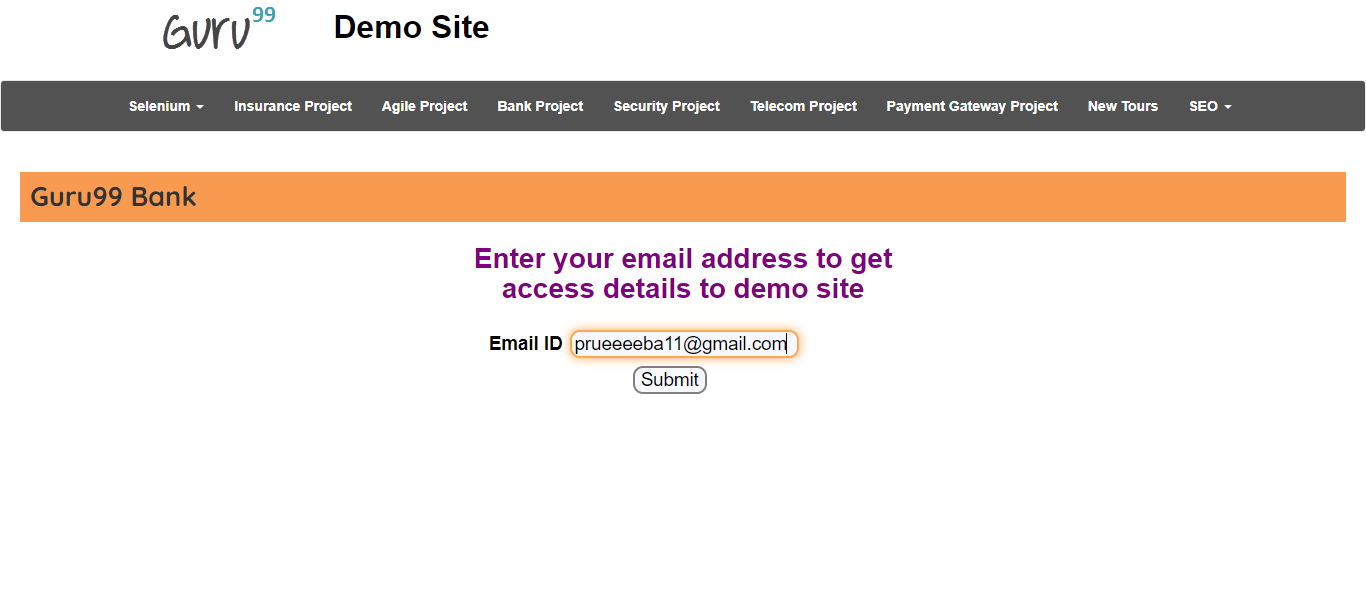 Guru99 Demo Site
Selenium Insurance Project Agile Project Bank Project Security Project Telecom Project Payment Gateway Project New Tours SEO
Guru99 Bank
Enter your email address to get
access details to demo site
Email ID prueeeeba11@gmail.com
Submit